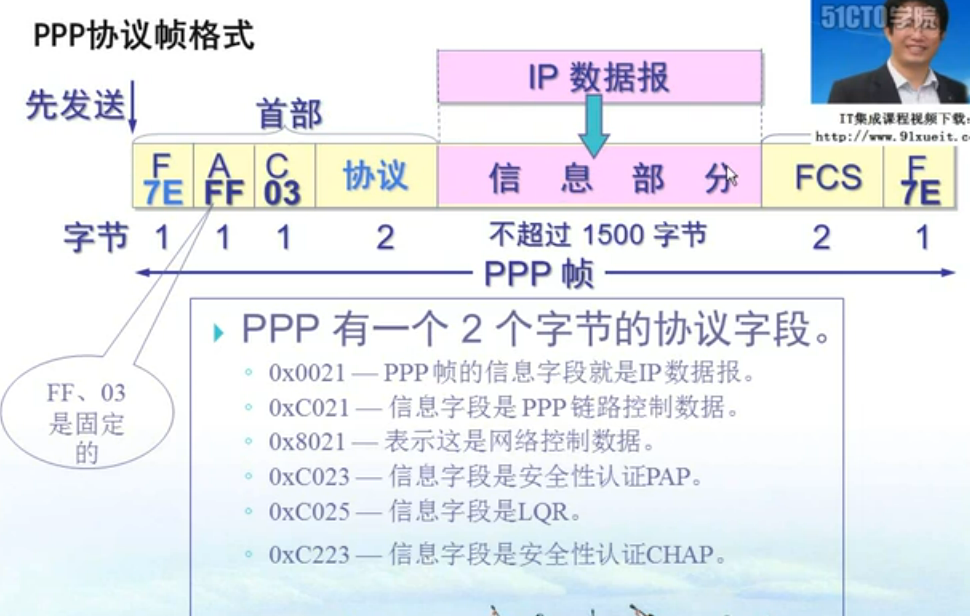 PPP协议帧格式
51CTO学院
IP 数据报
先发送
首部
IT集成课程视频下载:
http://www.91xueit.c
F A C 协议 信 息 部 分 FCS F
7E FF 03 7E
字节 1 1 1 2 不超过 1500 字节 2 1
PPP 帧
PPP 有一个 2 个字节的协议字段。
0x0021 — PPP 帧的信息字段就是IP 数据报。
0xC021 — 信息字段是 PPP 链路控制数据。
0x8021 — 表示这是网络控制数据。
0xC023 — 信息字段是安全性认证PAP。
0xC025 — 信息字段是LQR。
0xC223 — 信息字段是安全性认证CHAP。
FF、03
是固定
的